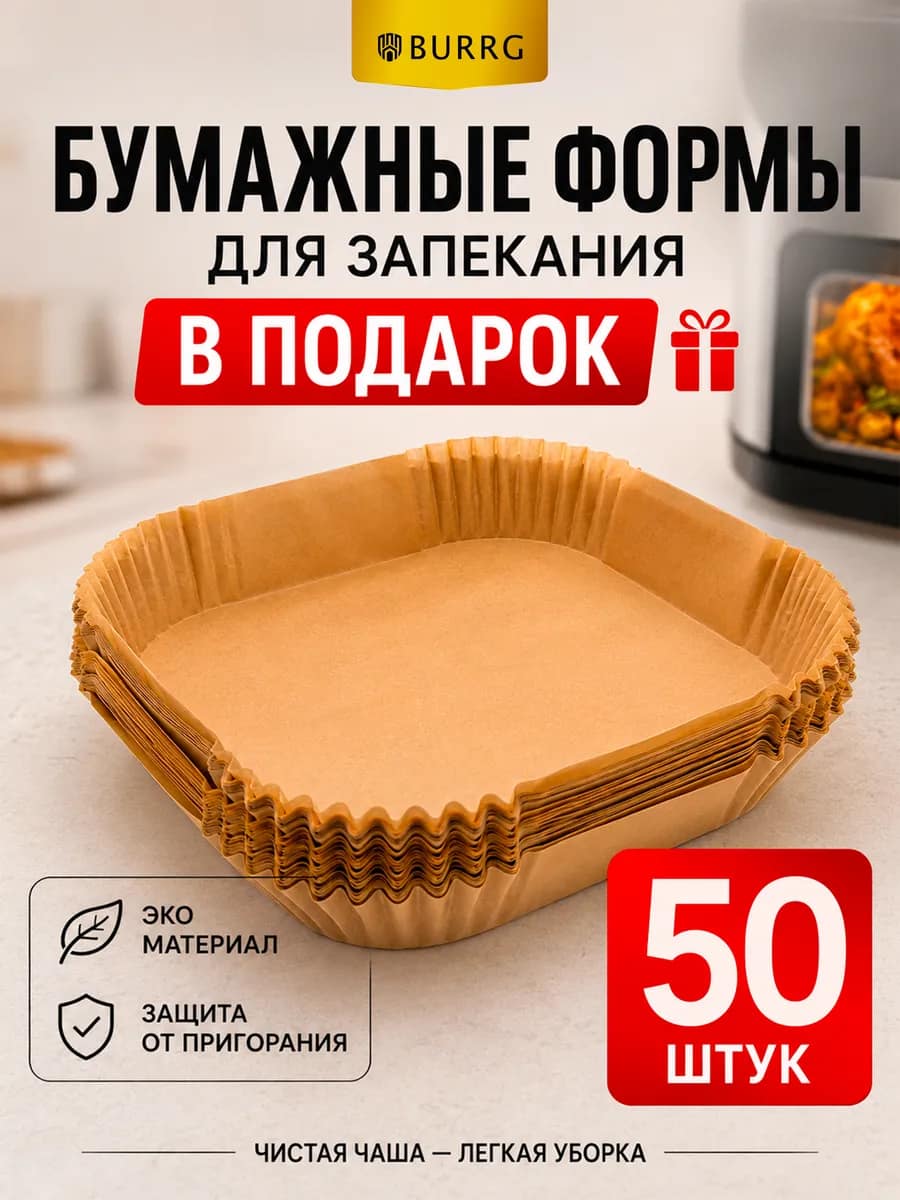 BURRG
БУМАЖНЫЕ ФОРМЫ
ДЛЯ ЗАПЕКАНИЯ
В ПОДАРОК
ЭКО
МАТЕРИАЛ
ЗАЩИТА
ОТ ПРИГОРАНИЯ
50
ШТУК
ЧИСТАЯ ЧАША — ЛЕГКАЯ УБОРКА